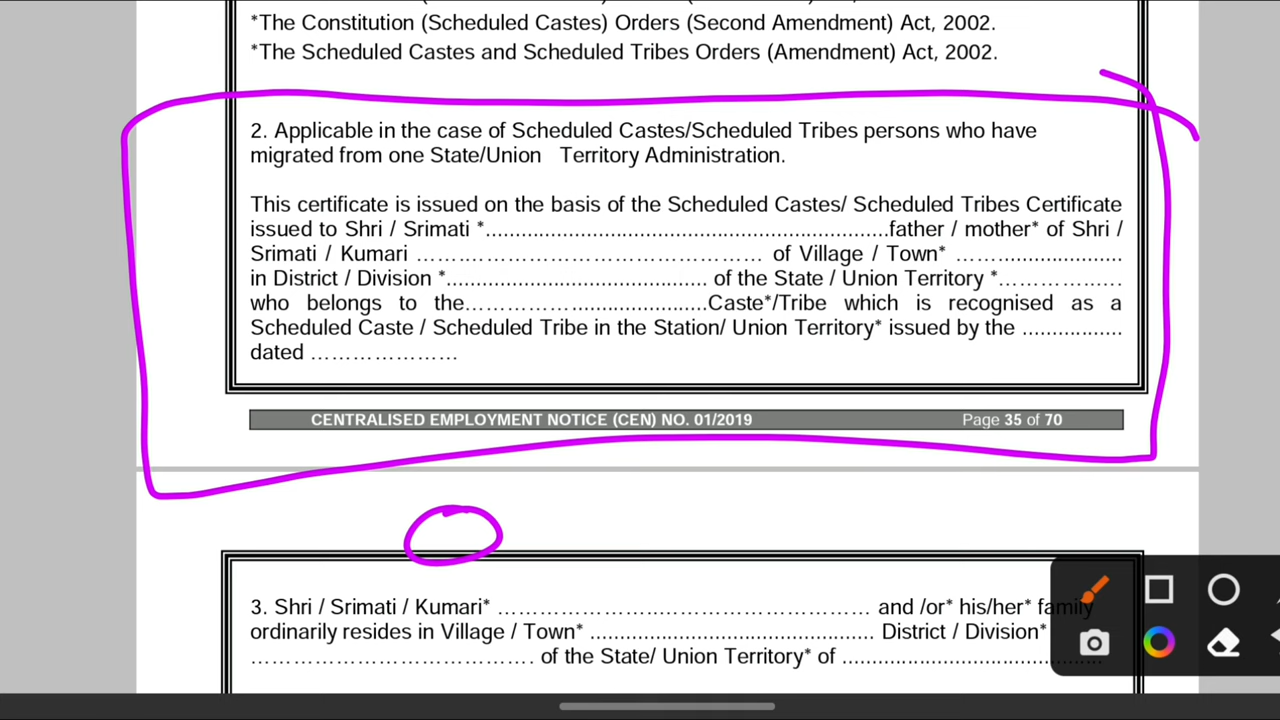 *The Constitution (Scheduled Castes) Orders (Second Amendment) Act, 2002.
*The Scheduled Castes and Scheduled Tribes Orders (Amendment) Act, 2002.
2. Applicable in the case of Scheduled Castes/Scheduled Tribes persons who have
migrated from one State/Union Territory Administration.
This certificate is issued on the basis of the Scheduled Castes/ Scheduled Tribes Certificate
issued to Shri / Srimati *....................................................................father / mother* of Shri /
Srimati / Kumari ………………………………………………… of Village / Town* ……......................
in District / Division *............................................ of the State / Union Territory *…………….…
who belongs to the……………........................Caste*/Tribe which is recognised as a
Scheduled Caste / Scheduled Tribe in the Station/ Union Territory* issued by the .................
dated …………………
CENTRALISED EMPLOYMENT NOTICE (CEN) NO. 01/2019 Page 35 of 70
3. Shri / Srimati / Kumari* ………………………..………………………… and /or* his/her* family
ordinarily resides in Village / Town* ................................................ District / Division*
……………………………………. of the State/ Union Territory* of ............................................